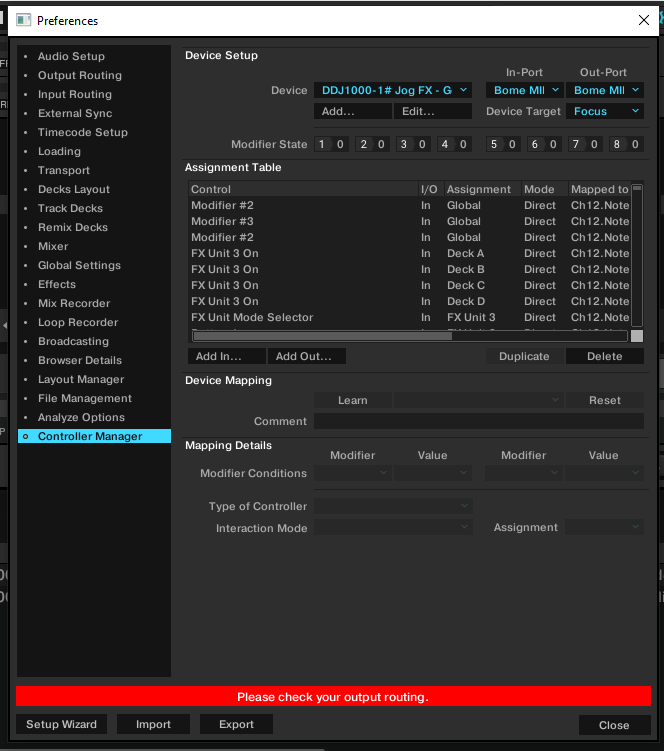 Preferences
Audio Setup
Output Routing
Input Routing
External Sync
Timecode Setup
Loading
Transport
Decks Layout
Track Decks
Remix Decks
Mixer
Global Settings
Effects
Mix Recorder
Loop Recorder
Broadcasting
Browser Details
Layout Manager
File Management
Analyze Options
Controller Manager
Device Setup
In-Port Out-Port
Device DDJ1000-1# Jog FX - G Bome MII Bome MII
Add... Edit... Device Target Focus
Modifier State 1 0 2 0 3 0 4 0 5 0 6 0 7 0 8 0
Assignment Table
Control I/O Assignment Mode Mapped to
Modifier #2 In Global Direct Ch12.Note
Modifier #3 In Global Direct Ch12.Note
Modifier #2 In Global Direct Ch12.Note
FX Unit 3 On In Deck A Direct Ch12.Note
FX Unit 3 On In Deck B Direct Ch12.Note
FX Unit 3 On In Deck C Direct Ch12.Note
FX Unit 3 On In Deck D Direct Ch12.Note
FX Unit Mode Selector In FX Unit 3 Direct Ch12.Note
Add In... Add Out... Duplicate Delete
Device Mapping
Learn Reset
Comment
Mapping Details
Modifier Value Modifier Value
Modifier Conditions
Type of Controller
Interaction Mode Assignment
Please check your output routing.
Setup Wizard Import Export Close